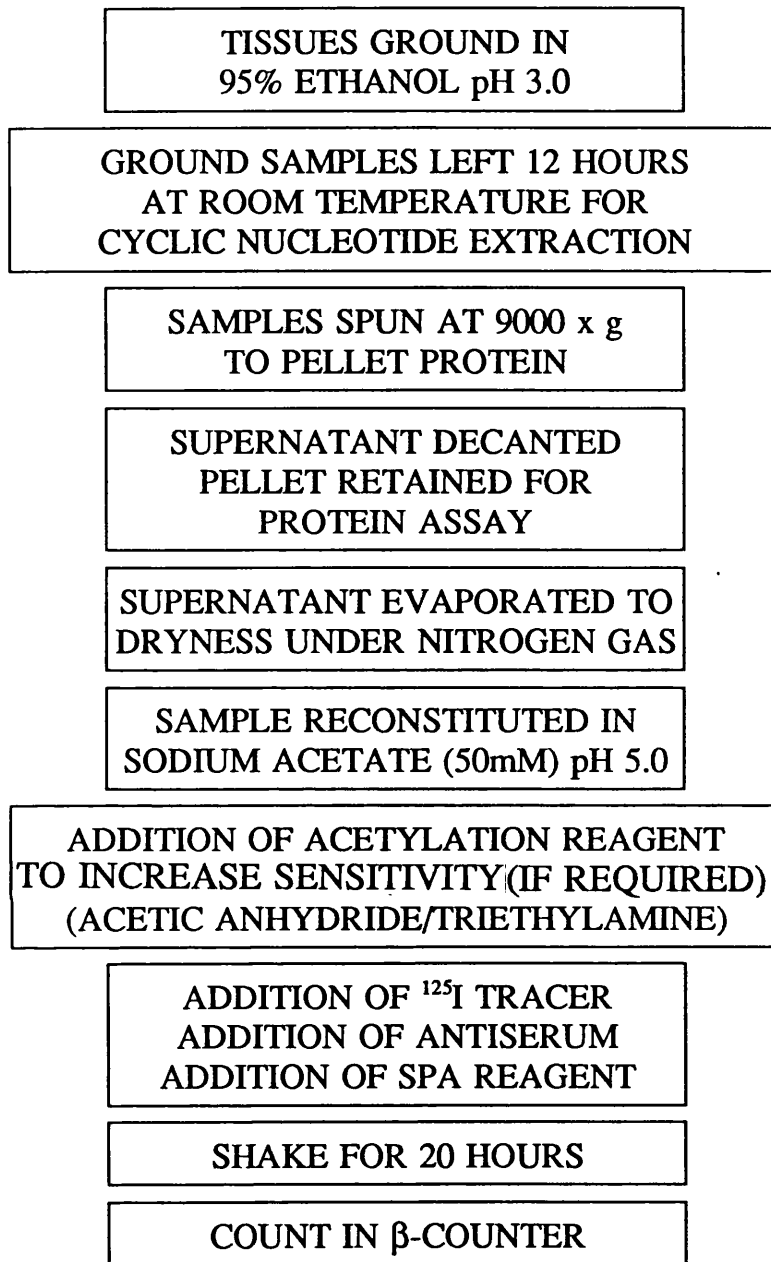 TISSUES GROUND IN
95% ETHANOL pH 3.0
GROUND SAMPLES LEFT 12 HOURS
AT ROOM TEMPERATURE FOR
CYCLIC NUCLEOTIDE EXTRACTION
SAMPLES SPUN AT 9000 x g
TO PELLET PROTEIN
SUPERNATANT DECANTED
PELLET RETAINED FOR
PROTEIN ASSAY
SUPERNATANT EVAPORATED TO
DRYNESS UNDER NITROGEN GAS
SAMPLE RECONSTITUTED IN
SODIUM ACETATE (50mM) pH 5.0
ADDITION OF ACETYLATION REAGENT
TO INCREASE SENSITIVITY (IF REQUIRED)
(ACETIC ANHYDRIDE/TRIETHYLAMINE)
ADDITION OF ¹²⁵I TRACER
ADDITION OF ANTISERUM
ADDITION OF SPA REAGENT
SHAKE FOR 20 HOURS
COUNT IN β-COUNTER